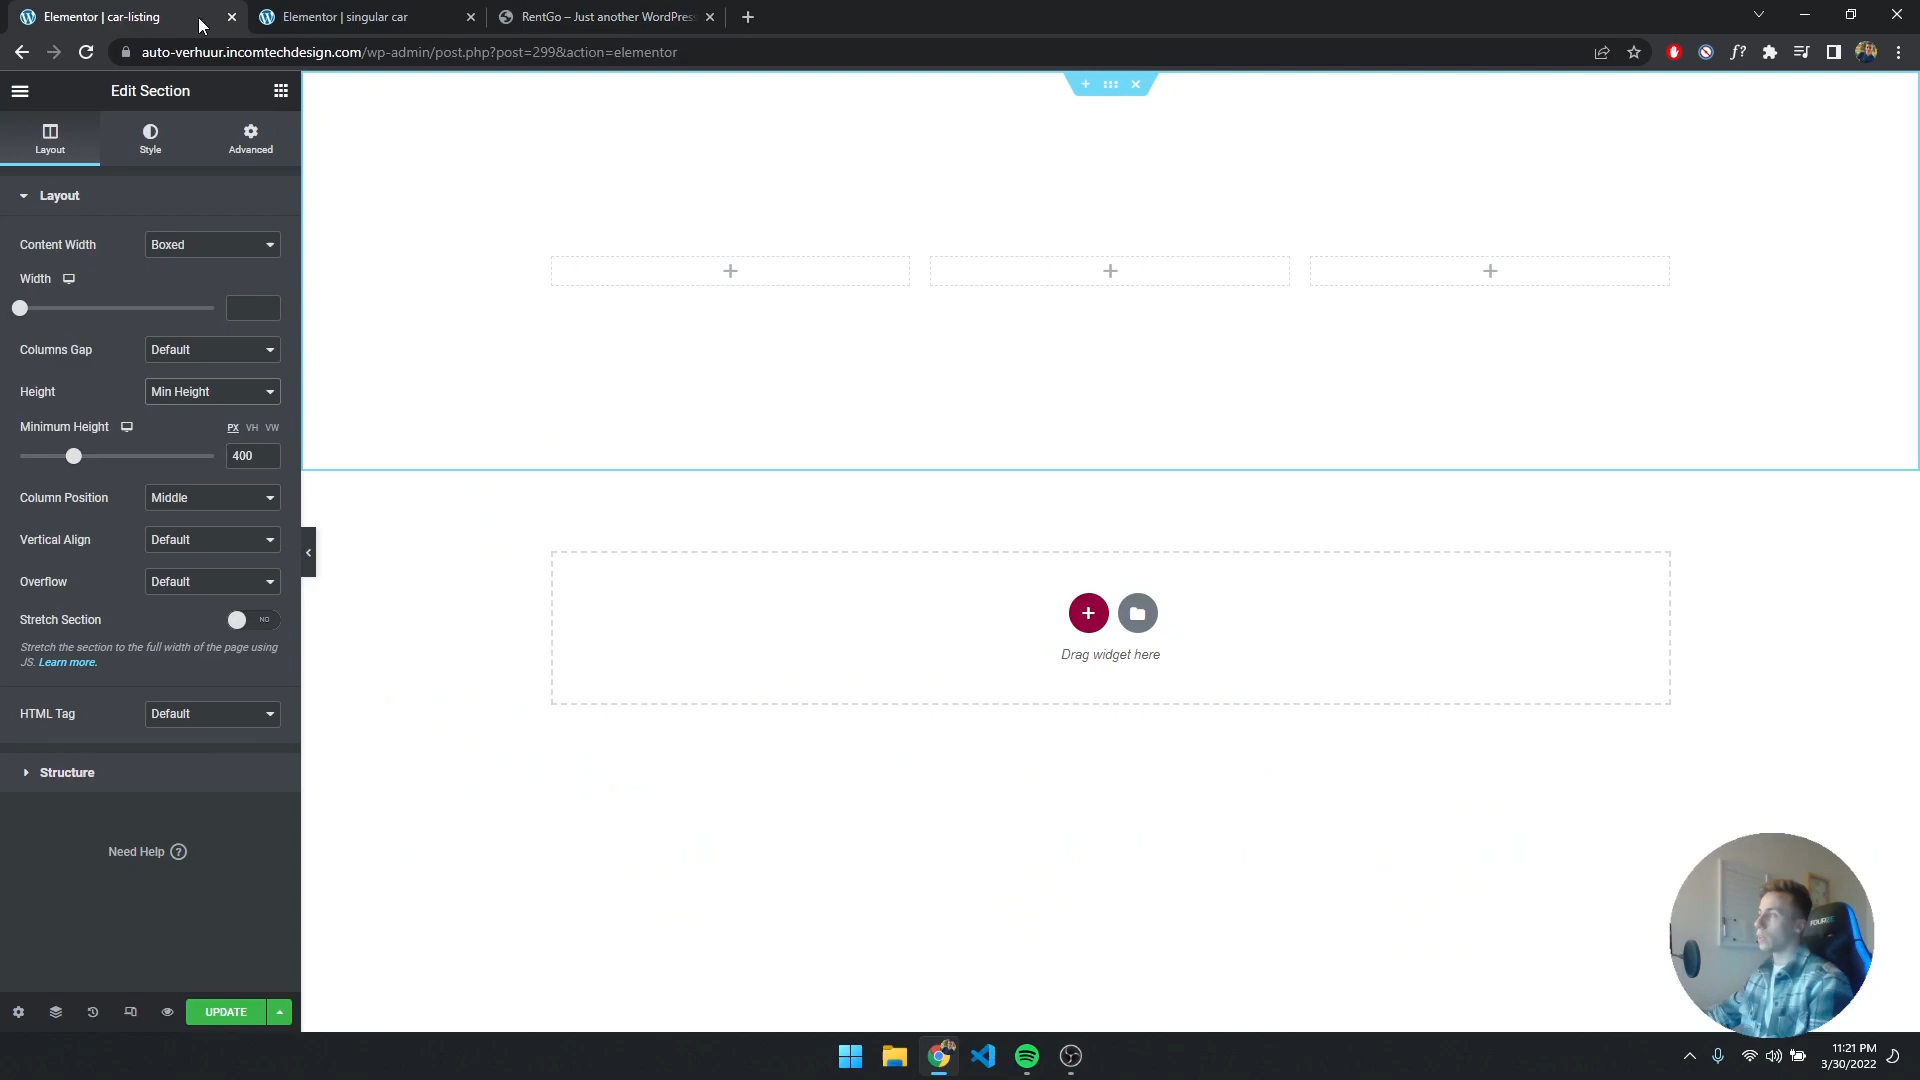 Elementor | car-listing
Elementor | singular car
RentGo – Just another WordPress
auto-verhuur.incomtechdesign.com/wp-admin/post.php?post=299&action=elementor
f?
Edit Section
Layout
Style
Advanced
Layout
Content Width
Boxed
Width
Columns Gap
Default
Height
Min Height
Minimum Height
PX VH VW
400
Column Position
Middle
Vertical Align
Default
Overflow
Default
Stretch Section
NO
Stretch the section to the full width of the page using
JS. Learn more.
HTML Tag
Default
Structure
Need Help ?
UPDATE
Drag widget here
11:21 PM
3/30/2022